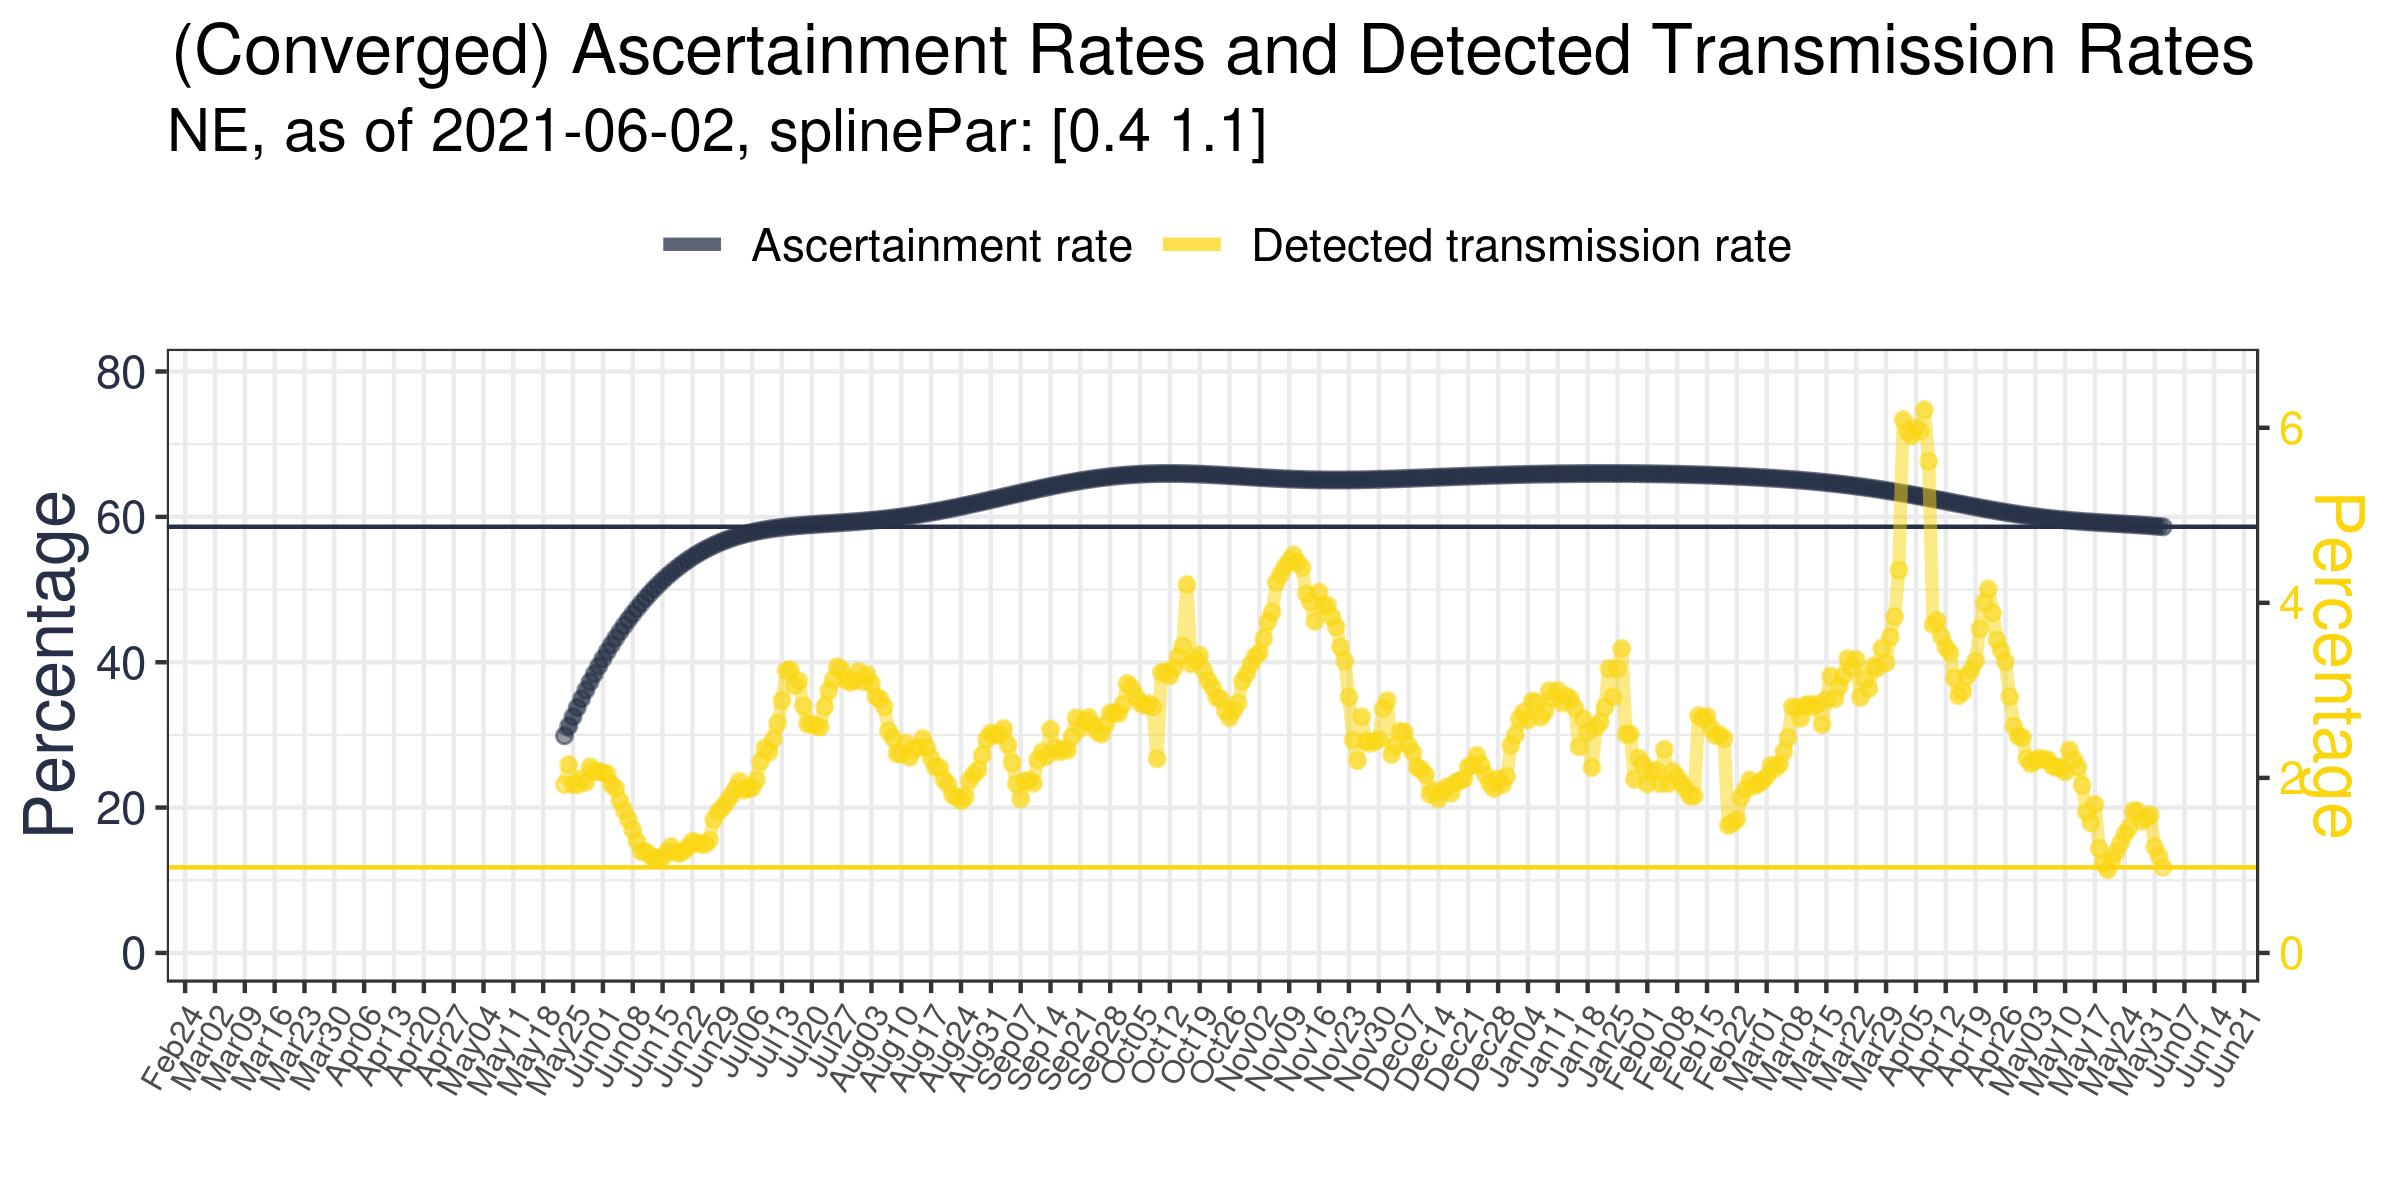 (Converged) Ascertainment Rates and Detected Transmission Rates
NE, as of 2021-06-02, splinePar: [0.4 1.1]
Ascertainment rate
Detected transmission rate
Percentage
80
60
40
20
0
6
4
2
0
Percentage
Feb24
Mar02
Mar09
Mar16
Mar23
Mar30
Apr06
Apr13
Apr20
Apr27
May04
May11
May18
May25
Jun01
Jun08
Jun15
Jun22
Jun29
Jul06
Jul13
Jul20
Jul27
Aug03
Aug10
Aug17
Aug24
Aug31
Sep07
Sep14
Sep21
Sep28
Oct05
Oct12
Oct19
Oct26
Nov02
Nov09
Nov16
Nov23
Nov30
Dec07
Dec14
Dec21
Dec28
Jan04
Jan11
Jan18
Jan25
Feb01
Feb08
Feb15
Feb22
Mar01
Mar08
Mar15
Mar22
Mar29
Apr05
Apr12
Apr19
Apr26
May03
May10
May17
May24
May31
Jun07
Jun14
Jun21